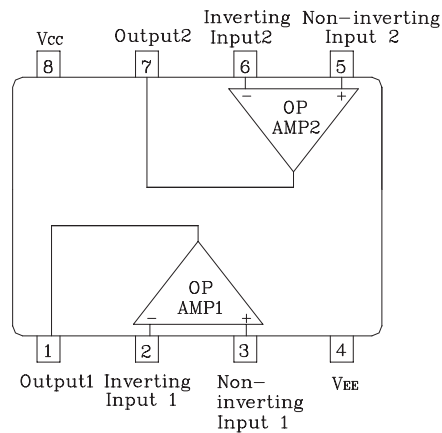 Vcc
Output2
Inverting
Input2
Non-inverting
Input 2
8
7
6
5
− +
OP
AMP2
OP
AMP1
− +
1
2
3
4
Output1
Inverting
Input 1
Non-
inverting
Input 1
VEE